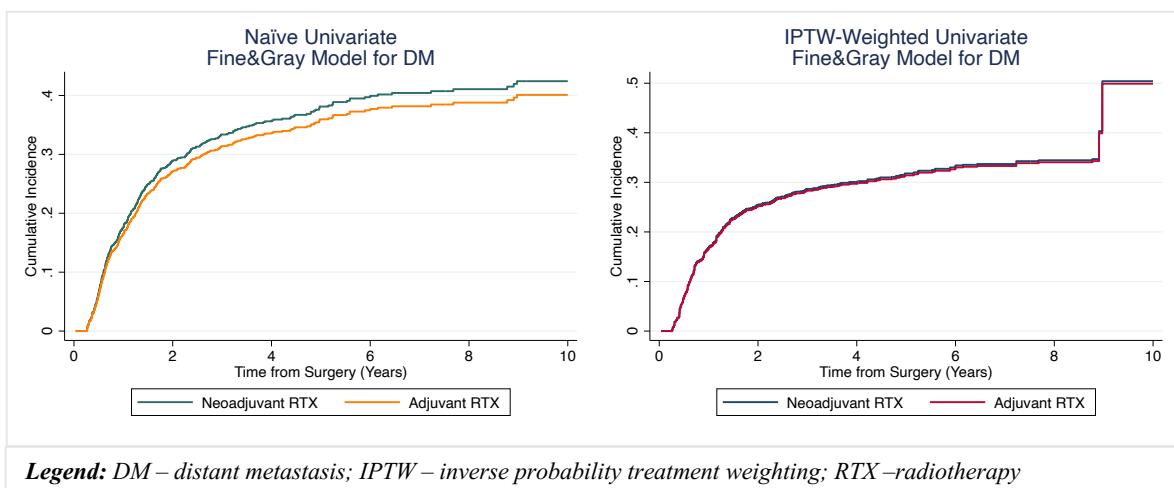 Naïve Univariate
Fine&Gray Model for DM
Cumulative Incidence
.4
.3
.2
.1
0
0 2 4 6 8 10
Time from Surgery (Years)
Neoadjuvant RTX Adjuvant RTX
IPTW-Weighted Univariate
Fine&Gray Model for DM
Cumulative Incidence
.5
.4
.3
.2
.1
0
0 2 4 6 8 10
Time from Surgery (Years)
Neoadjuvant RTX Adjuvant RTX
Legend: DM – distant metastasis; IPTW – inverse probability treatment weighting; RTX –radiotherapy